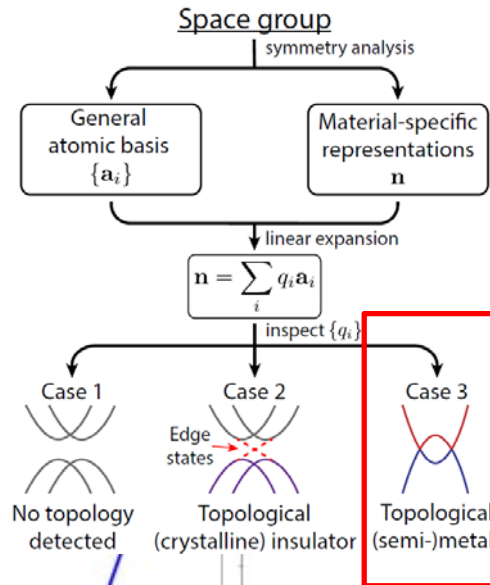 Space group
symmetry analysis
General
atomic basis
{a_i}
Material-specific
representations
n
linear expansion
n = ∑_i q_i a_i
inspect {q_i}
Case 1
Case 2
Case 3
Edge
states
No topology
detected
Topological
(crystalline) insulator
Topological
(semi-)metal